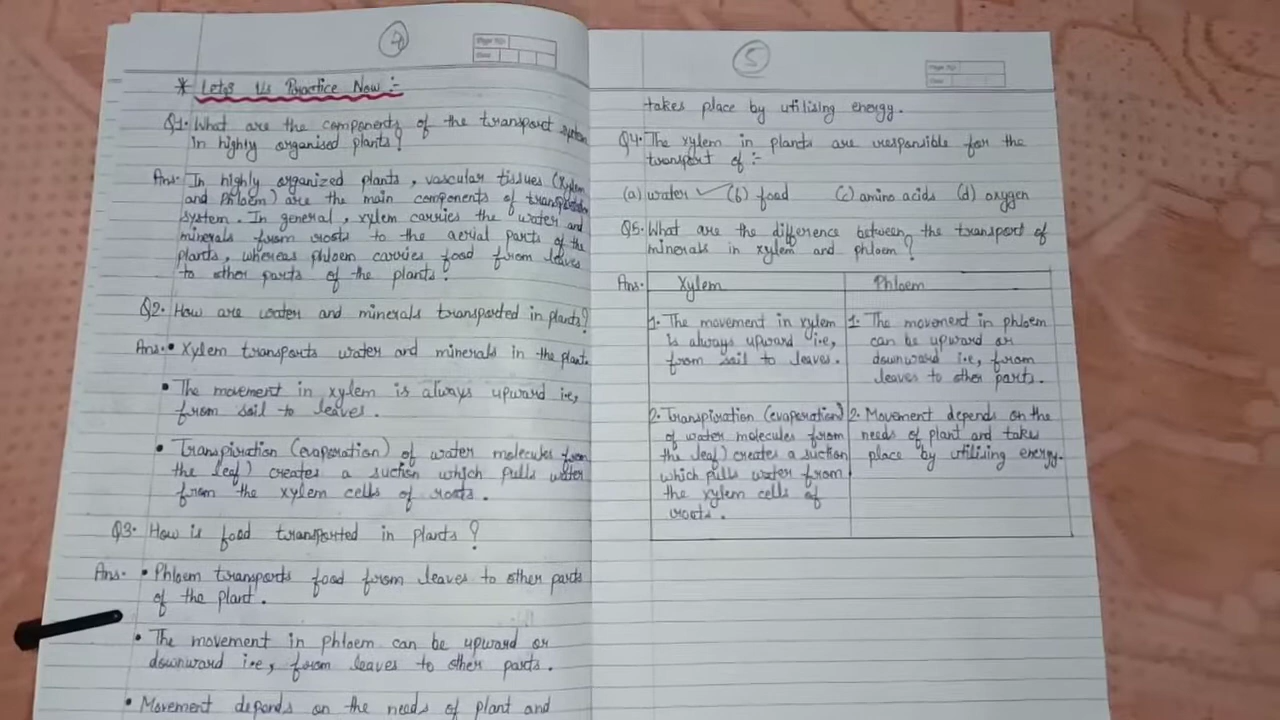 4
Page No.
Date
* Let's Us Practice Now :-
Q1. What are the components of the transport system
in highly organised plants?
Ans: In highly organized plants, vascular tissues (Xylem
and Phloem) are the main components of
system. In general, xylem carries the water and
minerals from roots to the aerial parts of the
plants, whereas phloem carries food from leaves
to other parts of the plants.
Q2. How are water and minerals transported in plants?
Ans. • Xylem transports water and minerals in the plant.
• The movement in xylem is always upward i.e,
from soil to leaves.
• Transpiration (evaporation) of water molecules from
the leaf) creates a suction which pulls water
from the xylem cells of roots.
Q3. How is food transported in plants?
Ans. • Phloem transports food from leaves to other parts
of the plant.
• The movement in phloem can be upward or
downward i.e, from leaves to other parts.
• Movement depends on the needs of plant and
5
Page No.
Date
takes place by utilising energy.
Q4. The xylem in plants are responsible for the
transport of :-
(a) water ✓ (b) food (c) amino acids (d) oxygen
Q5. What are the difference between the transport of
minerals in xylem and phloem?
Ans. Xylem Phloem
1. The movement in xylem
is always upward i.e,
from soil to leaves.
1. The movement in phloem
can be upward or
downward i.e, from
leaves to other parts.
2. Transpiration (evaporation)
of water molecules from
the leaf) creates a suction
which pulls water from
the xylem cells of
roots.
2. Movement depends on the
needs of plant and take
place by utilising energy.